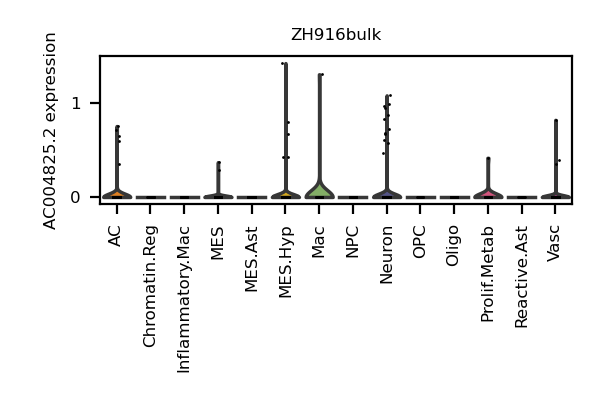 ZH916bulk
AC004825.2 expression
1
0
AC
Chromatin.Reg
Inflammatory.Mac
MES
MES.Ast
MES.Hyp
Mac
NPC
Neuron
OPC
Oligo
Prolif.Metab
Reactive.Ast
Vasc